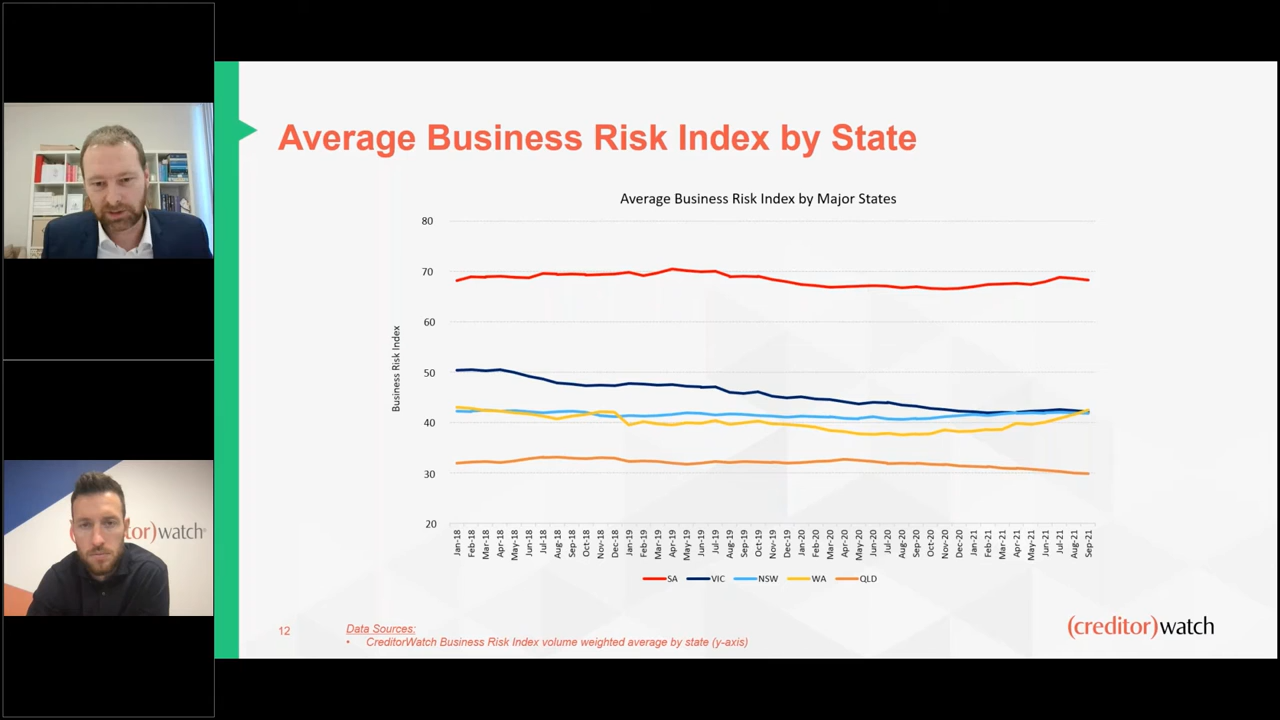 Average Business Risk Index by State
Average Business Risk Index by Major States
Business Risk Index
80
70
60
50
40
30
20
Jan-18
Feb-18
Mar-18
Apr-18
May-18
Jun-18
Jul-18
Aug-18
Sep-18
Oct-18
Nov-18
Dec-18
Jan-19
Feb-19
Mar-19
Apr-19
May-19
Jun-19
Jul-19
Aug-19
Sep-19
Oct-19
Nov-19
Dec-19
Jan-20
Feb-20
Mar-20
Apr-20
May-20
Jun-20
Jul-20
Aug-20
Sep-20
Oct-20
Nov-20
Dec-20
Jan-21
Feb-21
Mar-21
Apr-21
May-21
Jun-21
Jul-21
Aug-21
Sep-21
SA VIC NSW WA QLD
12
Data Sources:
• CreditorWatch Business Risk Index volume weighted average by state (y-axis)
(creditor)watch
tor)watch